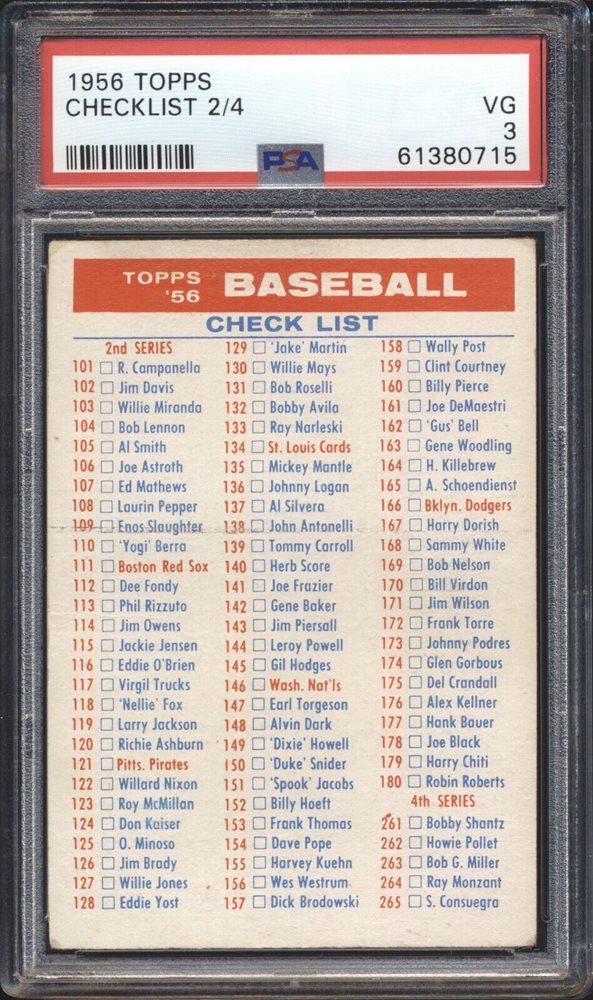 1956 TOPPS
CHECKLIST 2/4
VG
3
PSA
61380715
TOPPS '56 BASEBALL
CHECK LIST
2nd SERIES
101 R. Campanella
102 Jim Davis
103 Willie Miranda
104 Bob Lennon
105 Al Smith
106 Joe Astroth
107 Ed Mathews
108 Laurin Pepper
109 Enos Slaughter
110 'Yogi' Berra
111 Boston Red Sox
112 Dee Fondy
113 Phil Rizzuto
114 Jim Owens
115 Jackie Jensen
116 Eddie O'Brien
117 Virgil Trucks
118 'Nellie' Fox
119 Larry Jackson
120 Richie Ashburn
121 Pitts. Pirates
122 Willard Nixon
123 Roy McMillan
124 Don Kaiser
125 O. Minoso
126 Jim Brady
127 Willie Jones
128 Eddie Yost
129 'Jake' Martin
130 Willie Mays
131 Bob Roselli
132 Bobby Avila
133 Ray Narleski
134 St. Louis Cards
135 Mickey Mantle
136 Johnny Logan
137 Al Silvera
138 John Antonelli
139 Tommy Carroll
140 Herb Score
141 Joe Frazier
142 Gene Baker
143 Jim Piersall
144 Leroy Powell
145 Gil Hodges
146 Wash. Nat'ls
147 Earl Torgeson
148 Alvin Dark
149 'Dixie' Howell
150 'Duke' Snider
151 'Spook' Jacobs
152 Billy Hoeft
153 Frank Thomas
154 Dave Pope
155 Harvey Kuehn
156 Wes Westrum
157 Dick Brodowski
158 Wally Post
159 Clint Courtney
160 Billy Pierce
161 Joe DeMaestri
162 'Gus' Bell
163 Gene Woodling
164 H. Killebrew
165 A. Schoendienst
166 Bklyn. Dodgers
167 Harry Dorish
168 Sammy White
169 Bob Nelson
170 Bill Virdon
171 Jim Wilson
172 Frank Torre
173 Johnny Podres
174 Glen Gorbous
175 Del Crandall
176 Alex Kellner
177 Hank Bauer
178 Joe Black
179 Harry Chiti
180 Robin Roberts
4th SERIES
261 Bobby Shantz
262 Howie Pollet
263 Bob G. Miller
264 Ray Monzant
265 S. Consuegra